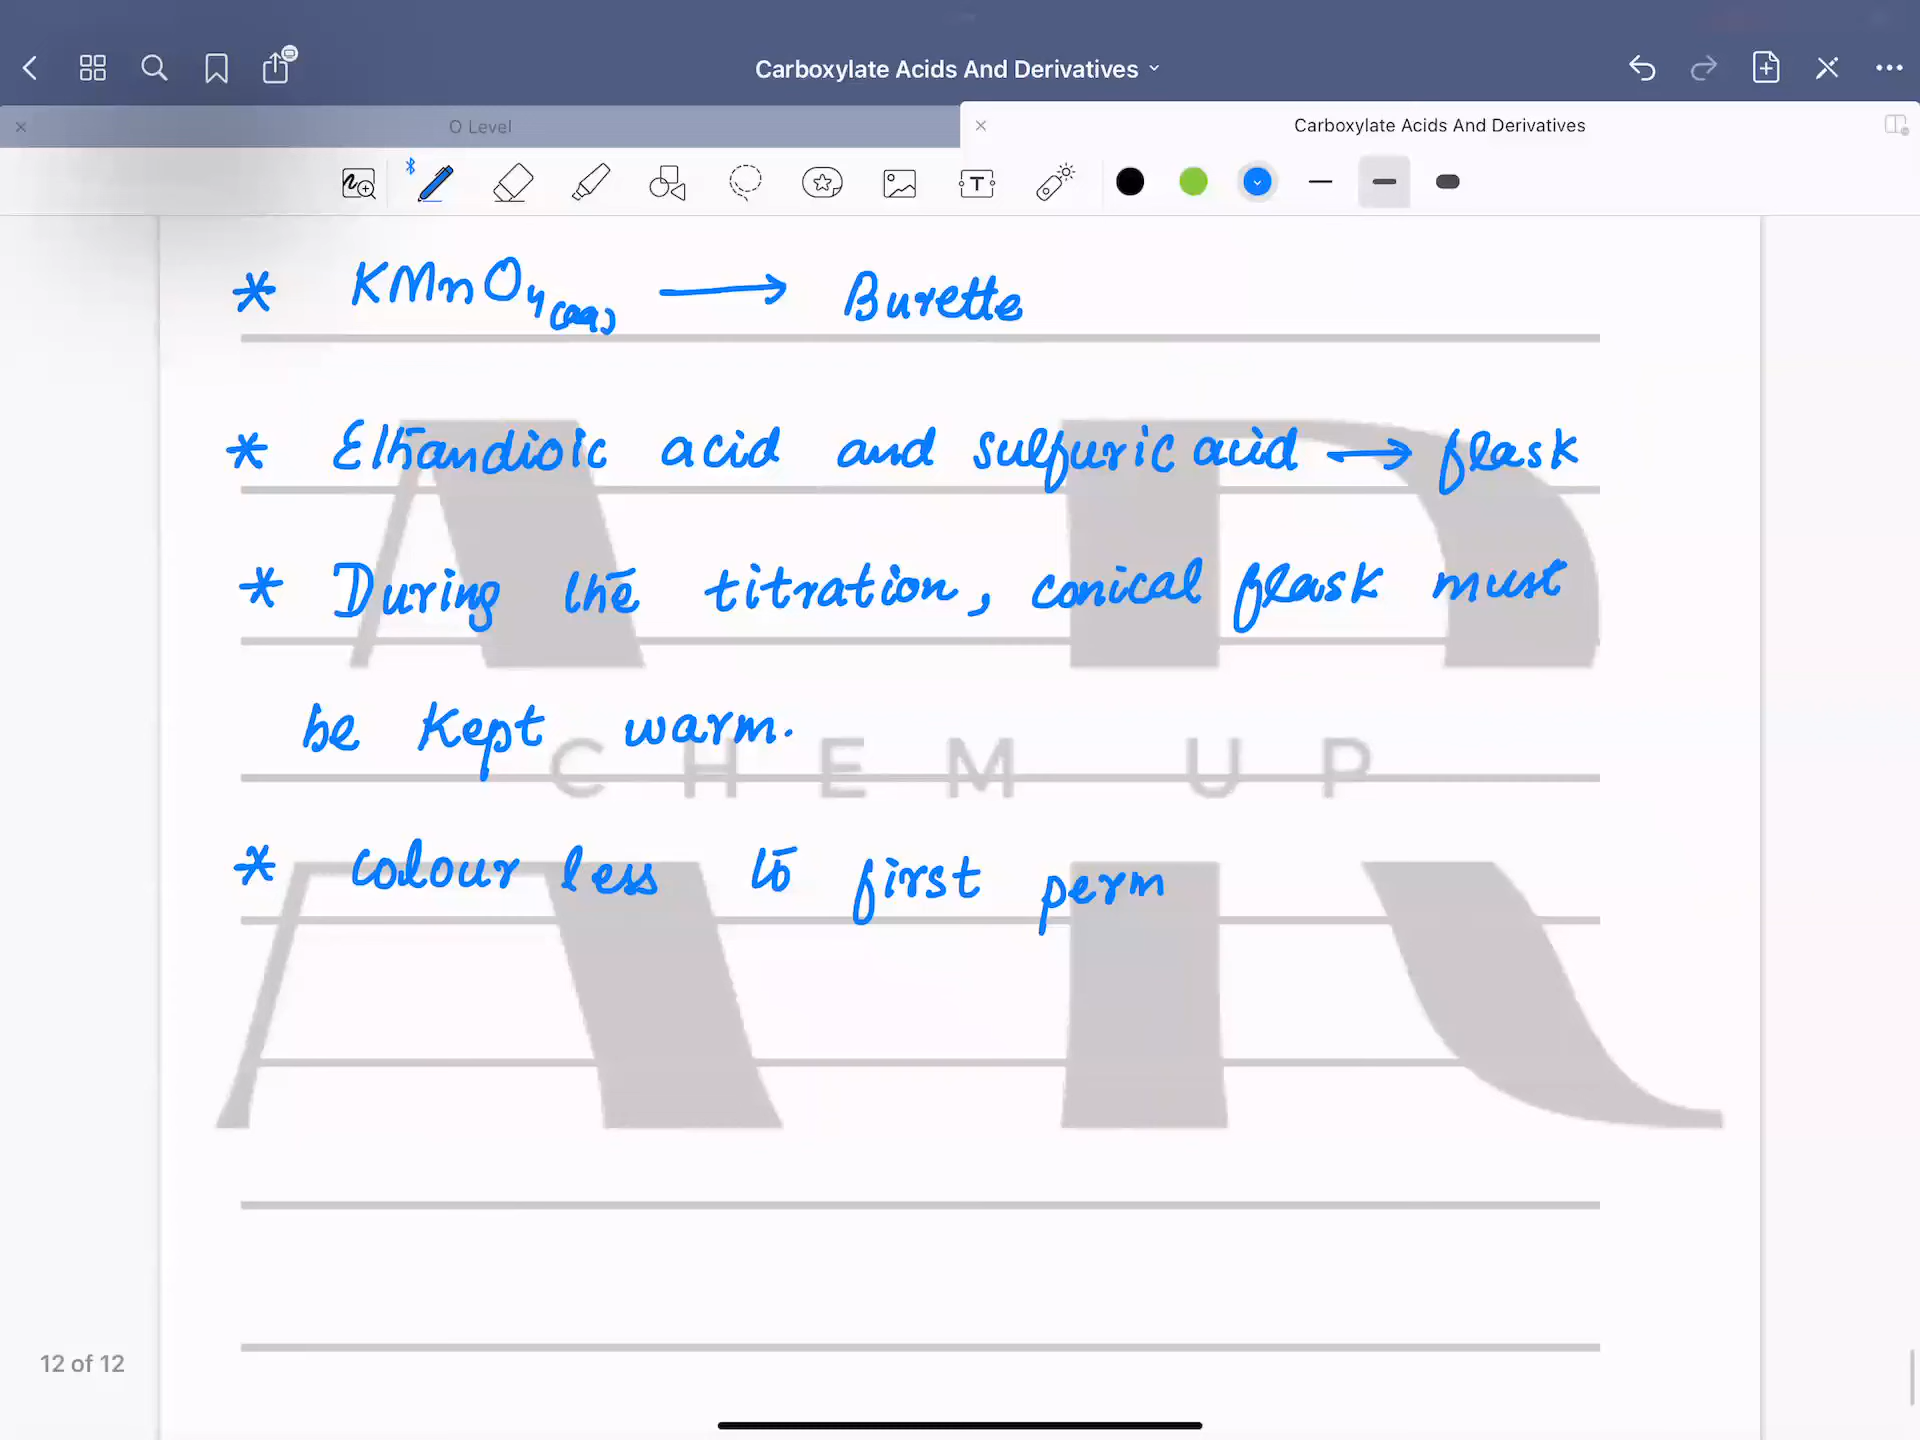 Carboxylate Acids And Derivatives
O Level
Carboxylate Acids And Derivatives
* KMnO4(aq) → Burette
* Ethandioic acid and sulfuric acid → flask
* During the titration, conical flask must
be kept warm.
CHEM UP
* colour less to first perm
12 of 12